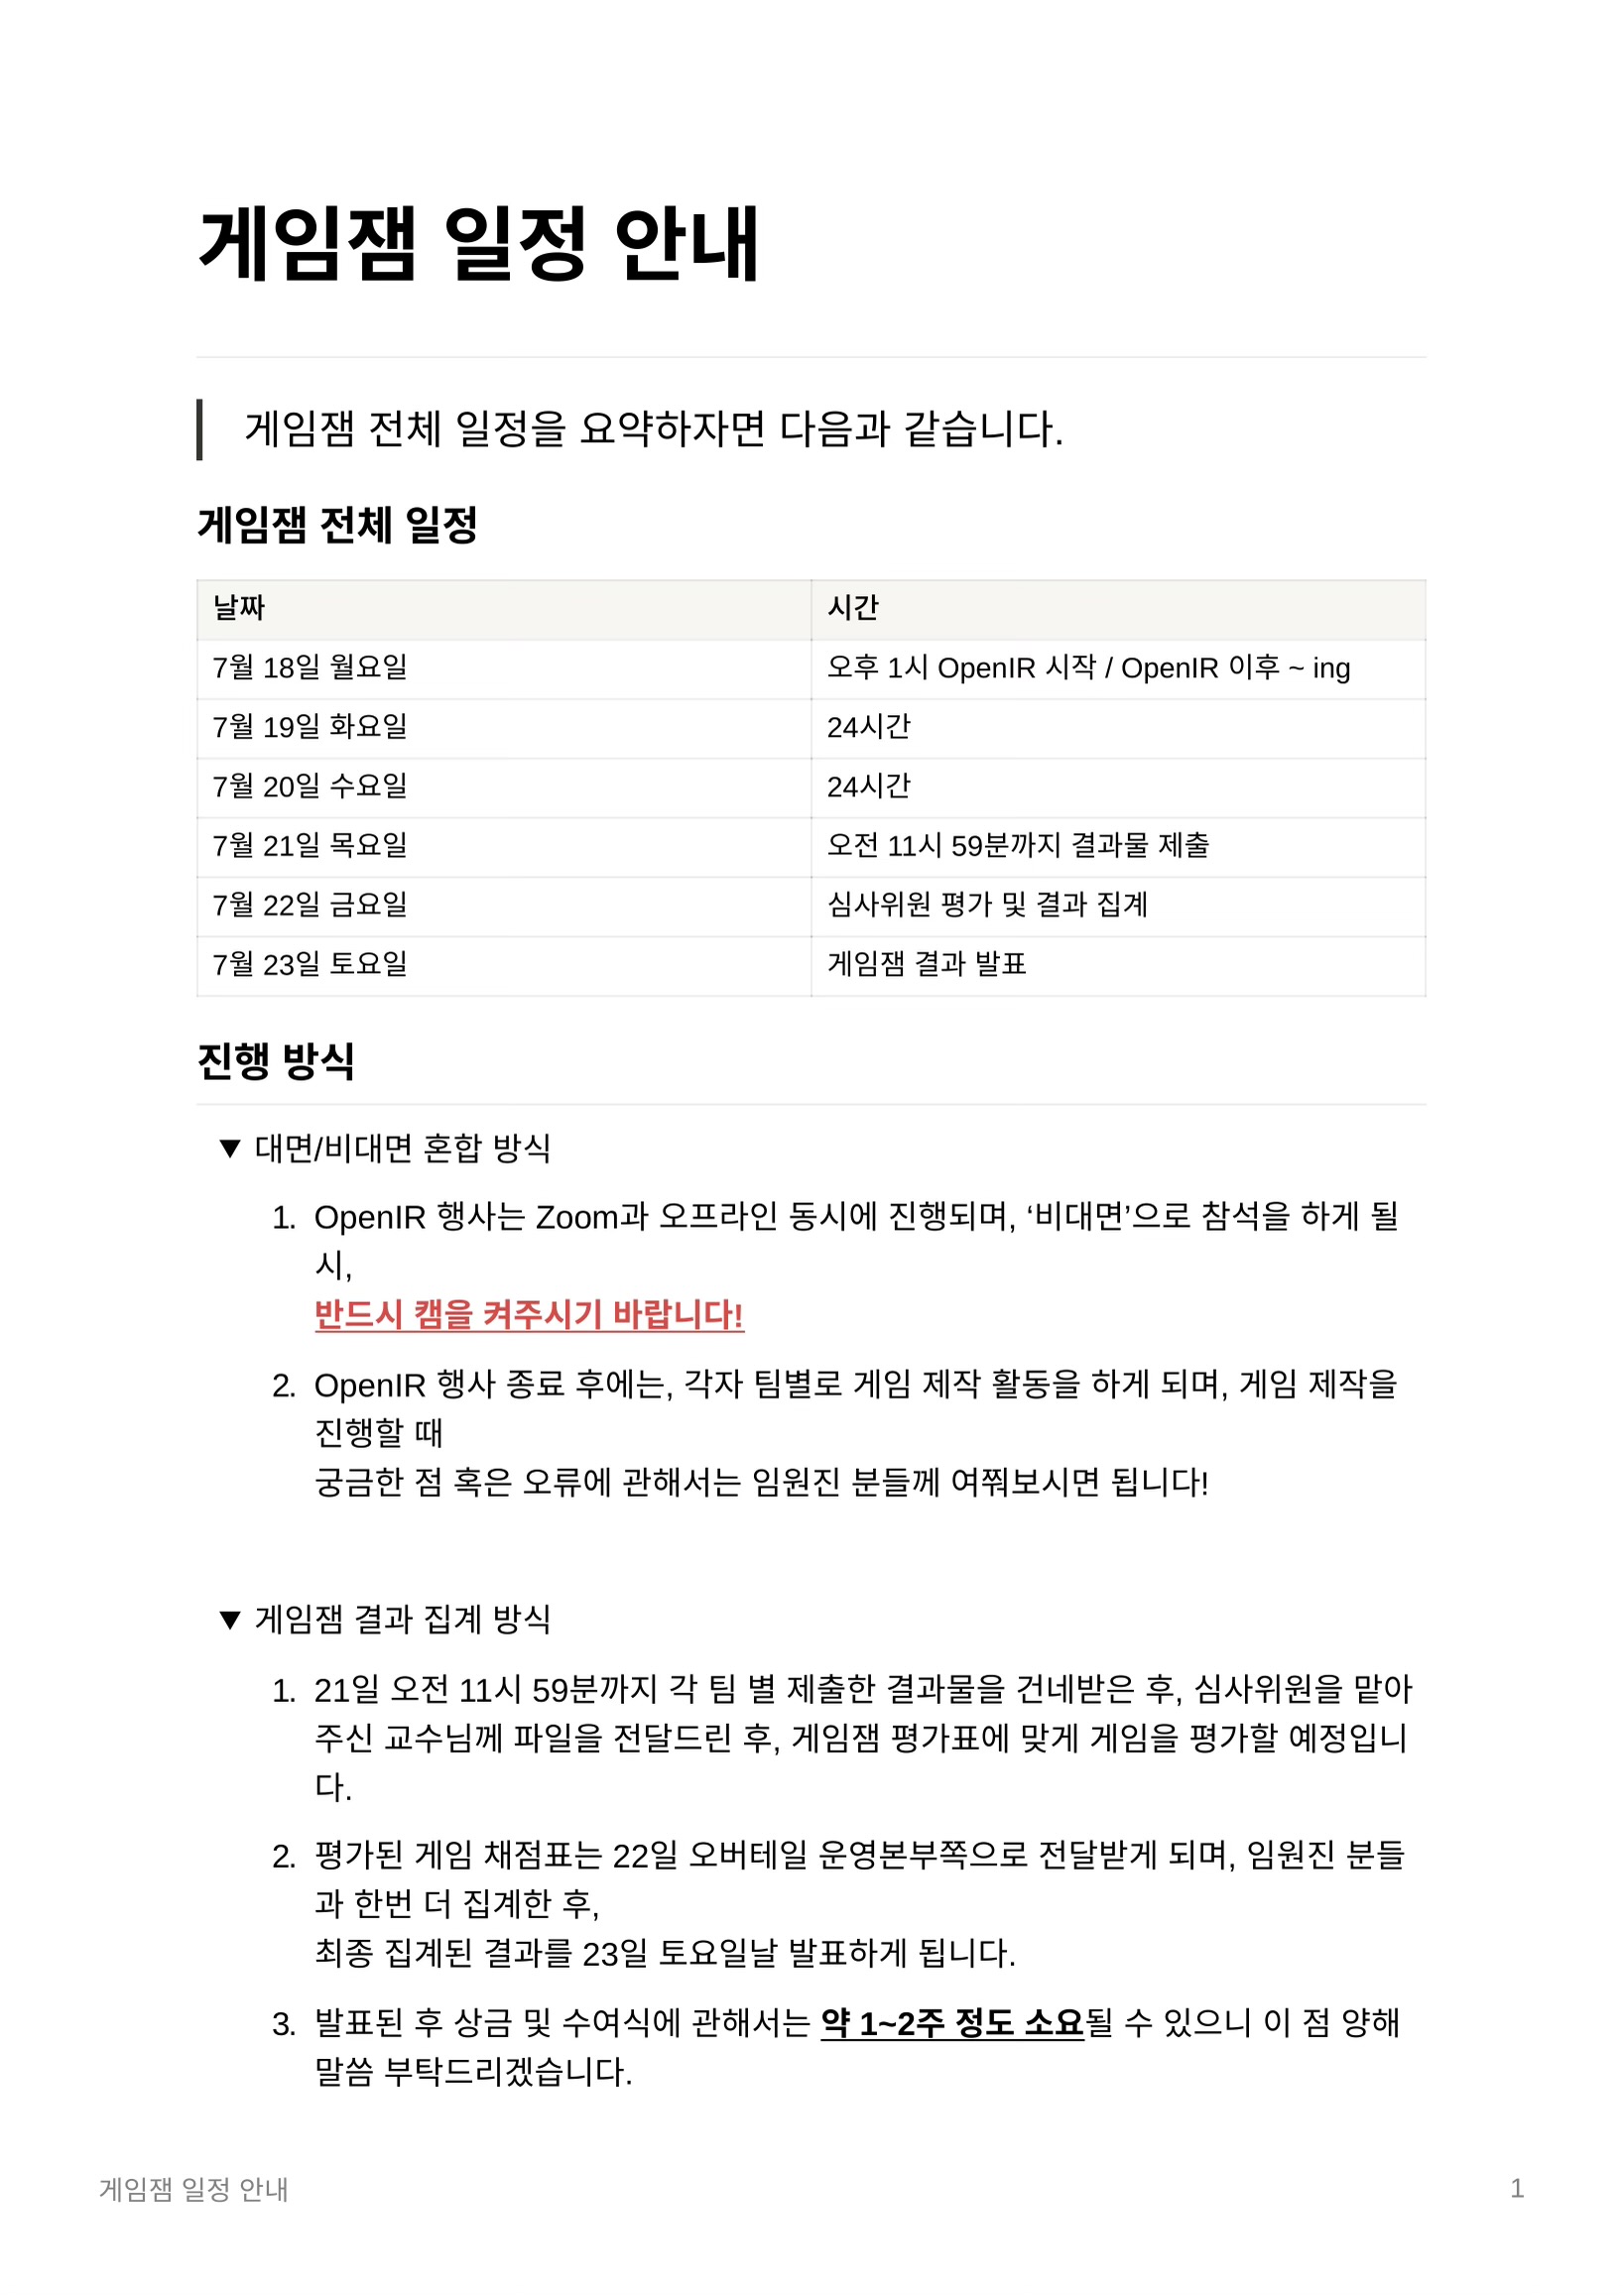 게임잼 일정 안내
게임잼 전체 일정을 요약하자면 다음과 같습니다.
게임잼 전체 일정
날짜 시간
7월 18일 월요일 오후 1시 OpenIR 시작 / OpenIR 이후 ~ ing
7월 19일 화요일 24시간
7월 20일 수요일 24시간
7월 21일 목요일 오전 11시 59분까지 결과물 제출
7월 22일 금요일 심사위원 평가 및 결과 집계
7월 23일 토요일 게임잼 결과 발표
진행 방식
▼ 대면/비대면 혼합 방식
1. OpenIR 행사는 Zoom과 오프라인 동시에 진행되며, ‘비대면’으로 참석을 하게 될
시,
반드시 캠을 켜주시기 바랍니다!
2. OpenIR 행사 종료 후에는, 각자 팀별로 게임 제작 활동을 하게 되며, 게임 제작을
진행할 때
궁금한 점 혹은 오류에 관해서는 임원진 분들께 여쭤보시면 됩니다!
▼ 게임잼 결과 집계 방식
1. 21일 오전 11시 59분까지 각 팀 별 제출한 결과물을 건네받은 후, 심사위원을 맡아
주신 교수님께 파일을 전달드린 후, 게임잼 평가표에 맞게 게임을 평가할 예정입니
다.
2. 평가된 게임 채점표는 22일 오버테일 운영본부쪽으로 전달받게 되며, 임원진 분들
과 한번 더 집계한 후,
최종 집계된 결과를 23일 토요일날 발표하게 됩니다.
3. 발표된 후 상금 및 수여식에 관해서는 약 1~2주 정도 소요될 수 있으니 이 점 양해
말씀 부탁드리겠습니다.
게임잼 일정 안내 1